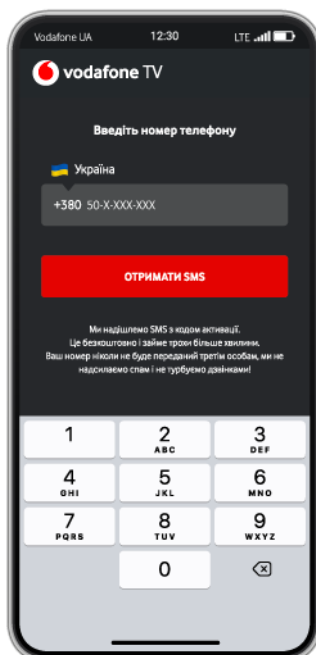 Vodafone UA 12:30 LTE
vodafone TV
Введіть номер телефону
Україна
+380 50-X-XXX-XXX
ОТРИМАТИ SMS
Ми надішлемо SMS з кодом активації.
Це безкоштовно і займе трохи більше хвилини.
Ваш номер ніколи не буде переданий третім особам, ми не
надсилаємо спам і не турбуємо дзвінками!
1 2 3
ABC DEF
4 5 6
GHI JKL MNO
7 8 9
PQRS TUV WXYZ
0